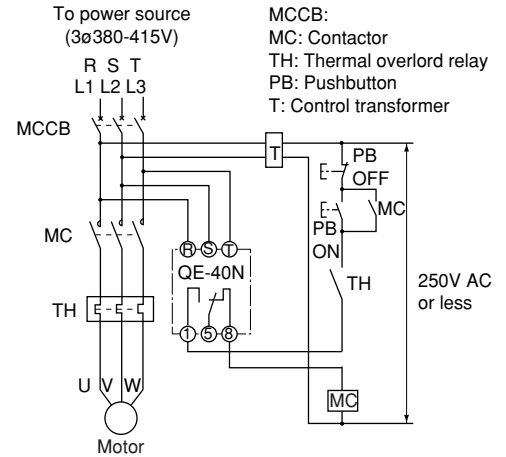 To power source
(3ø380-415V)
R S T
L1 L2 L3
MCCB:
MC: Contactor
TH: Thermal overlord relay
PB: Pushbutton
T: Control transformer
MCCB
T
PB
OFF
MC
PB
ON
MC
R S T
QE-40N
TH
250V AC
or less
TH
1 5 8
U V W
MC
Motor